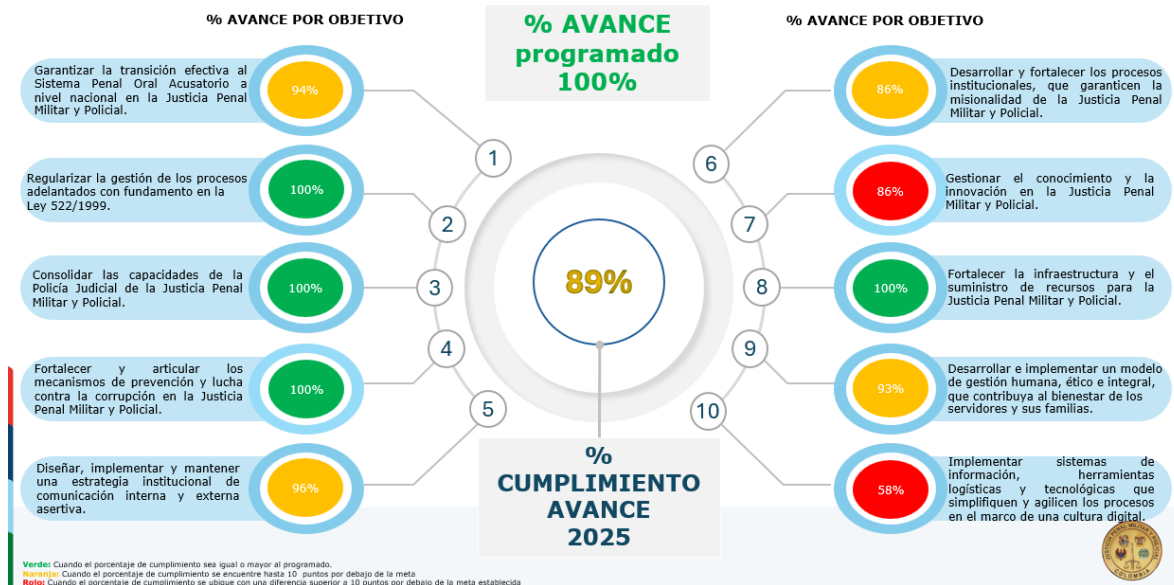 % AVANCE POR OBJETIVO
% AVANCE
programado
100%
% AVANCE POR OBJETIVO
Garantizar la transición efectiva al
Sistema Penal Oral Acusatorio a
nivel nacional en la Justicia Penal
Militar y Policial.
94%
1
Regularizar la gestión de los procesos
adelantados con fundamento en la
Ley 522/1999.
100%
2
Consolidar las capacidades de la
Policía Judicial de la Justicia Penal
Militar y Policial.
100%
3
Fortalecer y articular los
mecanismos de prevención y lucha
contra la corrupción en la Justicia
Penal Militar y Policial.
100%
4
Diseñar, implementar y mantener
una estrategia institucional de
comunicación interna y externa
asertiva.
96%
5
89%
%
CUMPLIMIENTO
AVANCE
2025
6
86%
Desarrollar y fortalecer los procesos
institucionales, que garanticen la
misionalidad de la Justicia Penal
Militar y Policial.
7
86%
Gestionar el conocimiento y la
innovación en la Justicia Penal
Militar y Policial.
8
100%
Fortalecer la infraestructura y el
suministro de recursos para la
Justicia Penal Militar y Policial.
9
93%
Desarrollar e implementar un modelo
de gestión humana, ético e integral,
que contribuya al bienestar de los
servidores y sus familias.
10
58%
Implementar sistemas de
información, herramientas
logísticas y tecnológicas que
simplifiquen y agilicen los procesos
en el marco de una cultura digital.
JUSTICIA PENAL MILITAR Y POLICIAL
COLOMBIA
Verde: Cuando el porcentaje de cumplimiento sea igual o mayor al programado.
Naranja: Cuando el porcentaje de cumplimiento se encuentre hasta 10 puntos por debajo de la meta
Rojo: Cuando el porcentaje de cumplimiento se ubique con una diferencia superior a 10 puntos por debajo de la meta establecida